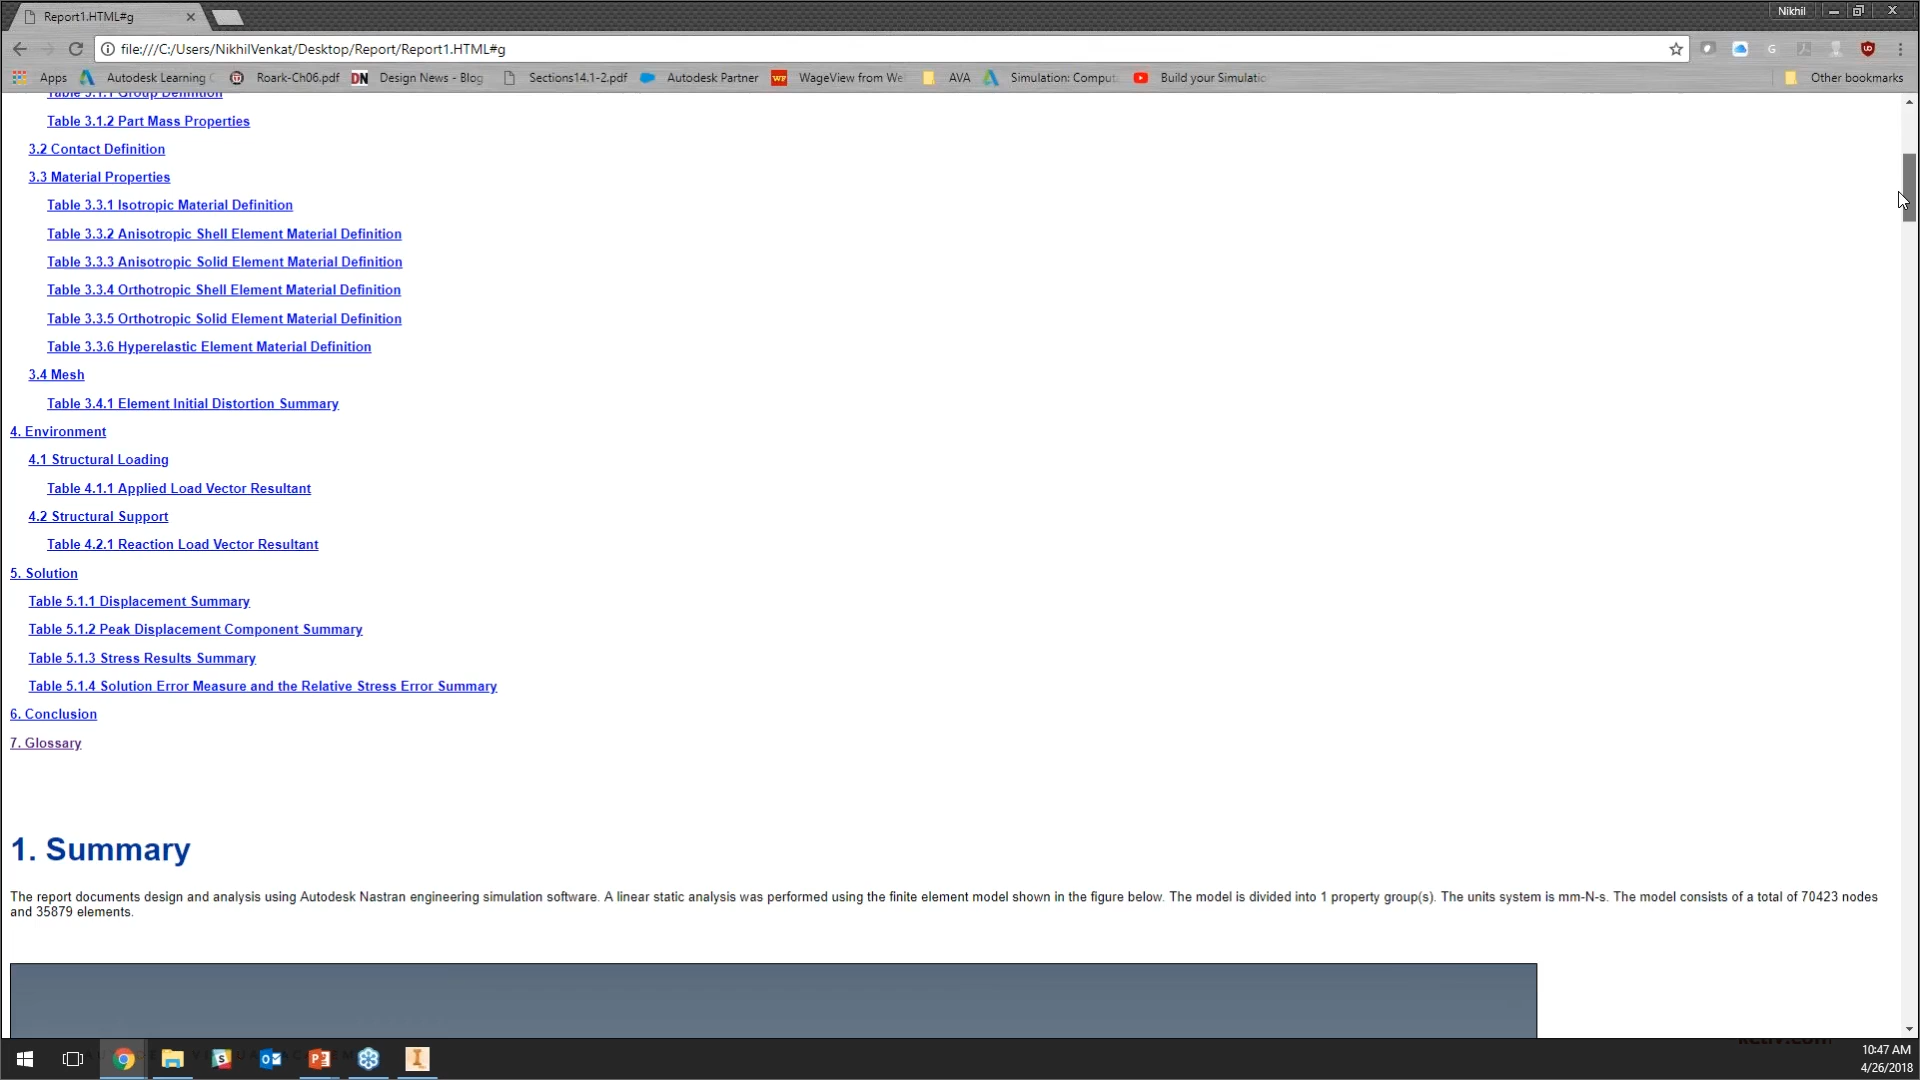 Report1.HTML#g
Nikhil
file:///C:/Users/NikhilVenkat/Desktop/Report/Report1.HTML#g
Apps
Autodesk Learning
Roark-Ch06.pdf
DN
Design News - Blog
Sections14.1-2.pdf
Autodesk Partner
WageView from We
AVA
Simulation: Comput
Build your Simulatio
Other bookmarks
Table 3.1.1 Group Definition
Table 3.1.2 Part Mass Properties
3.2 Contact Definition
3.3 Material Properties
Table 3.3.1 Isotropic Material Definition
Table 3.3.2 Anisotropic Shell Element Material Definition
Table 3.3.3 Anisotropic Solid Element Material Definition
Table 3.3.4 Orthotropic Shell Element Material Definition
Table 3.3.5 Orthotropic Solid Element Material Definition
Table 3.3.6 Hyperelastic Element Material Definition
3.4 Mesh
Table 3.4.1 Element Initial Distortion Summary
4. Environment
4.1 Structural Loading
Table 4.1.1 Applied Load Vector Resultant
4.2 Structural Support
Table 4.2.1 Reaction Load Vector Resultant
5. Solution
Table 5.1.1 Displacement Summary
Table 5.1.2 Peak Displacement Component Summary
Table 5.1.3 Stress Results Summary
Table 5.1.4 Solution Error Measure and the Relative Stress Error Summary
6. Conclusion
7. Glossary
1. Summary
The report documents design and analysis using Autodesk Nastran engineering simulation software. A linear static analysis was performed using the finite element model shown in the figure below. The model is divided into 1 property group(s). The units system is mm-N-s. The model consists of a total of 70423 nodes
and 35879 elements.
10:47 AM
4/26/2018